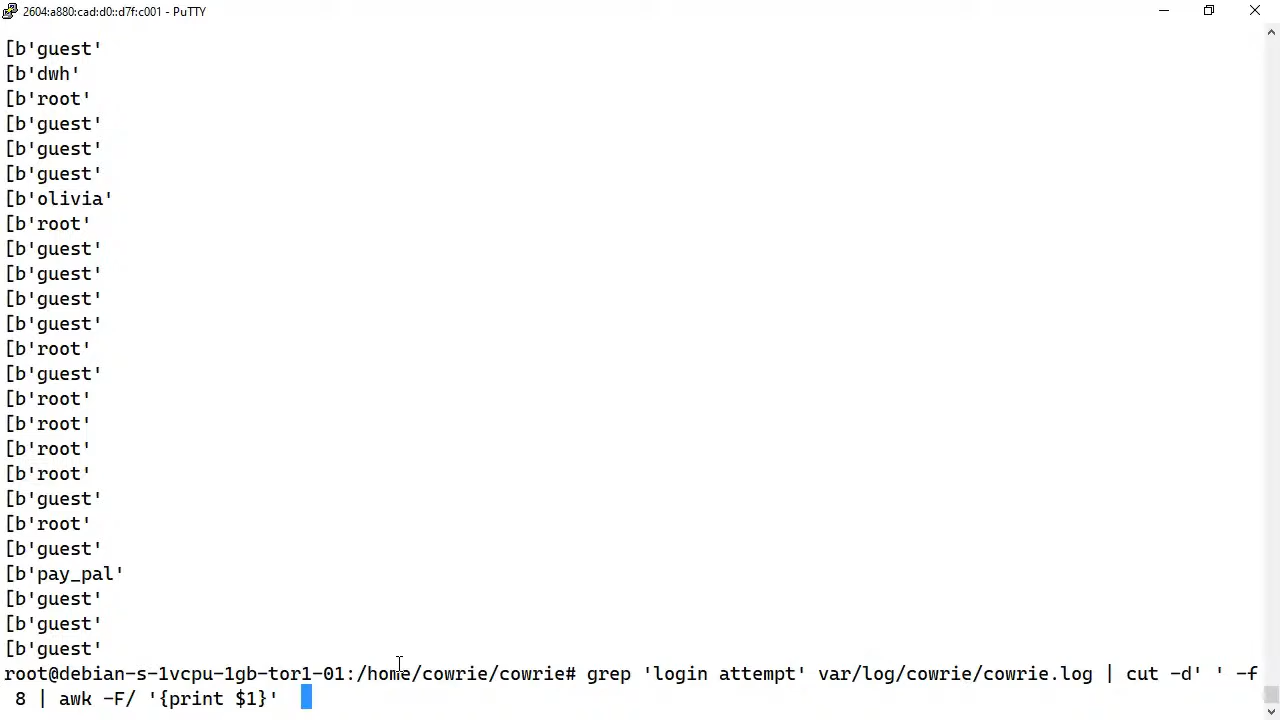 2604:a880:cad:d0::d7f:c001 - PuTTY
[b'guest'
[b'dwh'
[b'root'
[b'guest'
[b'guest'
[b'guest'
[b'olivia'
[b'root'
[b'guest'
[b'guest'
[b'guest'
[b'guest'
[b'root'
[b'guest'
[b'root'
[b'root'
[b'root'
[b'root'
[b'guest'
[b'root'
[b'guest'
[b'pay_pal'
[b'guest'
[b'guest'
[b'guest'
root@debian-s-1vcpu-1gb-tor1-01:/home/cowrie/cowrie# grep 'login attempt' var/log/cowrie/cowrie.log | cut -d' ' -f
8 | awk -F/ '{print $1}'